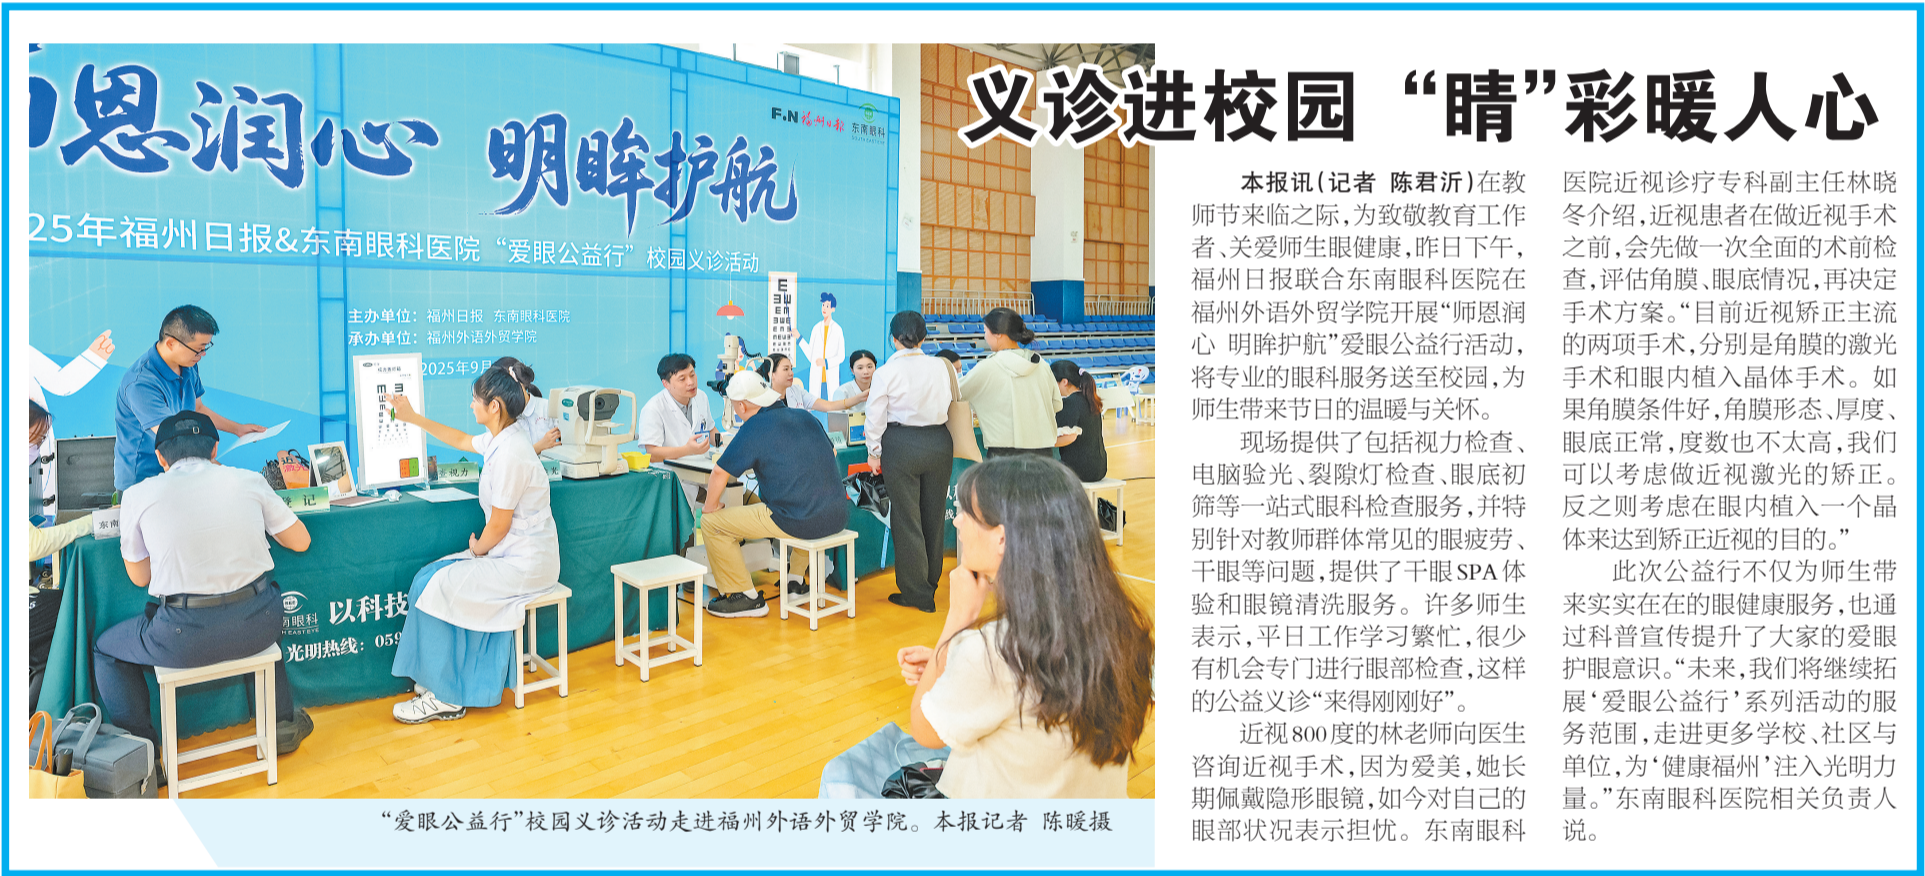 义诊进校园 “睛”彩暖人心
恩润心 明眸护航
F.N 福州日报 东南眼科
25年福州日报&东南眼科医院“爱眼公益行”校园义诊活动
主办单位：福州日报 东南眼科医院
承办单位：福州外语外贸学院
2025年9月
登记
查视力
东南
南眼科
以科技
光明热线：059
“爱眼公益行”校园义诊活动走进福州外语外贸学院。本报记者 陈暖摄
本报讯（记者 陈君沂）在教
师节来临之际，为致敬教育工作
者、关爱师生眼健康，昨日下午，
福州日报联合东南眼科医院在
福州外语外贸学院开展“师恩润
心 明眸护航”爱眼公益行活动，
将专业的眼科服务送至校园，为
师生带来节日的温暖与关怀。
现场提供了包括视力检查、
电脑验光、裂隙灯检查、眼底初
筛等一站式眼科检查服务，并特
别针对教师群体常见的眼疲劳、
干眼等问题，提供了干眼SPA体
验和眼镜清洗服务。许多师生
表示，平日工作学习繁忙，很少
有机会专门进行眼部检查，这样
的公益义诊“来得刚刚好”。
近视800度的林老师向医生
咨询近视手术，因为爱美，她长
期佩戴隐形眼镜，如今对自己的
眼部状况表示担忧。东南眼科
医院近视诊疗专科副主任林晓
冬介绍，近视患者在做近视手术
之前，会先做一次全面的术前检
查，评估角膜、眼底情况，再决定
手术方案。“目前近视矫正主流
的两项手术，分别是角膜的激光
手术和眼内植入晶体手术。如
果角膜条件好，角膜形态、厚度、
眼底正常，度数也不太高，我们
可以考虑做近视激光的矫正。
反之则考虑在眼内植入一个晶
体来达到矫正近视的目的。”
此次公益行不仅为师生带
来实实在在的眼健康服务，也通
过科普宣传提升了大家的爱眼
护眼意识。“未来，我们将继续拓
展‘爱眼公益行’系列活动的服
务范围，走进更多学校、社区与
单位，为‘健康福州’注入光明力
量。”东南眼科医院相关负责人
说。